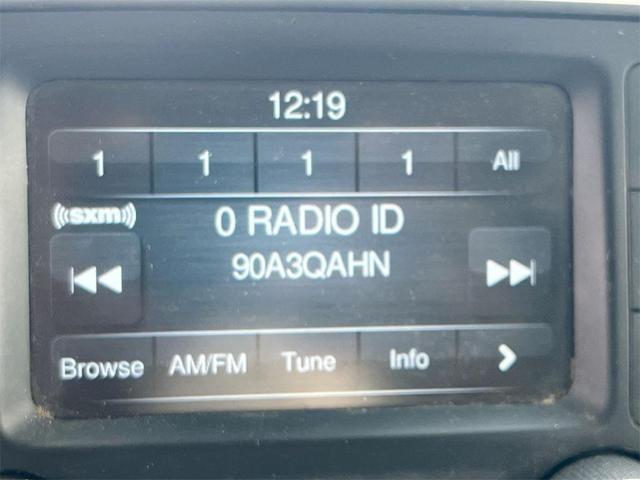 12:19
1 1 1 1 All
((sxm))
0 RADIO ID
90A3QAHN
Browse AM/FM Tune Info